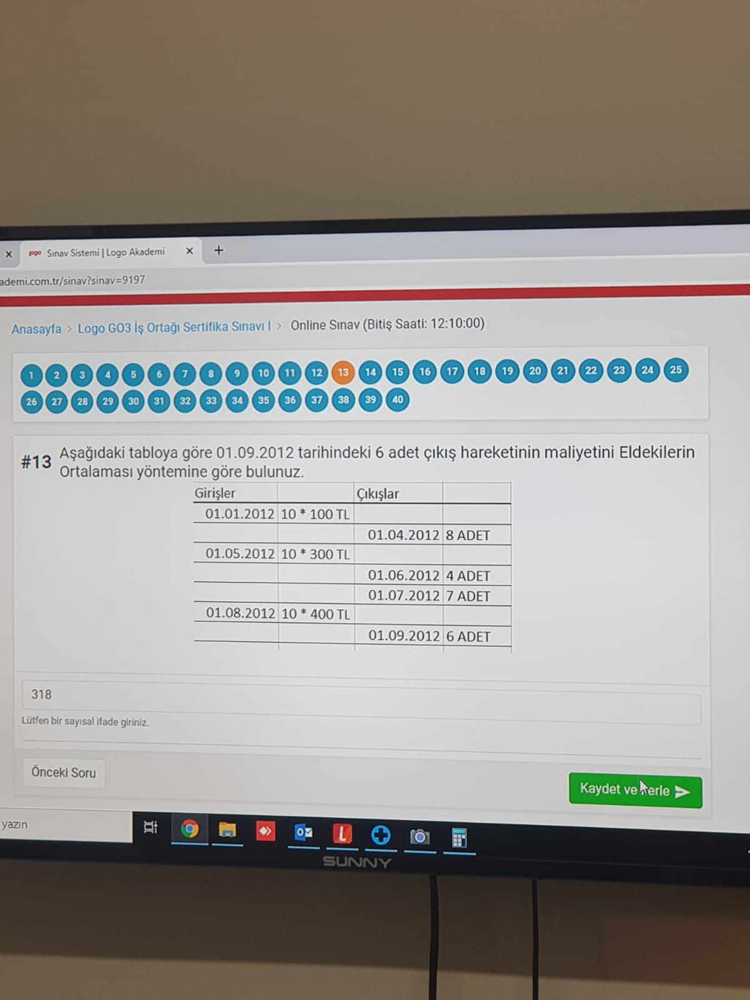 Sınav Sistemi | Logo Akademi
ademi.com.tr/sinav?sinav=9197
Anasayfa > Logo GO3 İş Ortağı Sertifika Sınavı I > Online Sınav (Bitiş Saati: 12:10:00)
1 2 3 4 5 6 7 8 9 10 11 12 13 14 15 16 17 18 19 20 21 22 23 24 25
26 27 28 29 30 31 32 33 34 35 36 37 38 39 40
#13 Aşağıdaki tabloya göre 01.09.2012 tarihindeki 6 adet çıkış hareketinin maliyetini Eldekilerin
Ortalaması yöntemine göre bulunuz.
Girişler Çıkışlar
01.01.2012 10 * 100 TL
01.04.2012 8 ADET
01.05.2012 10 * 300 TL
01.06.2012 4 ADET
01.07.2012 7 ADET
01.08.2012 10 * 400 TL
01.09.2012 6 ADET
318
Lütfen bir sayısal ifade giriniz.
Önceki Soru
Kaydet ve erle
yazın
SUNNY